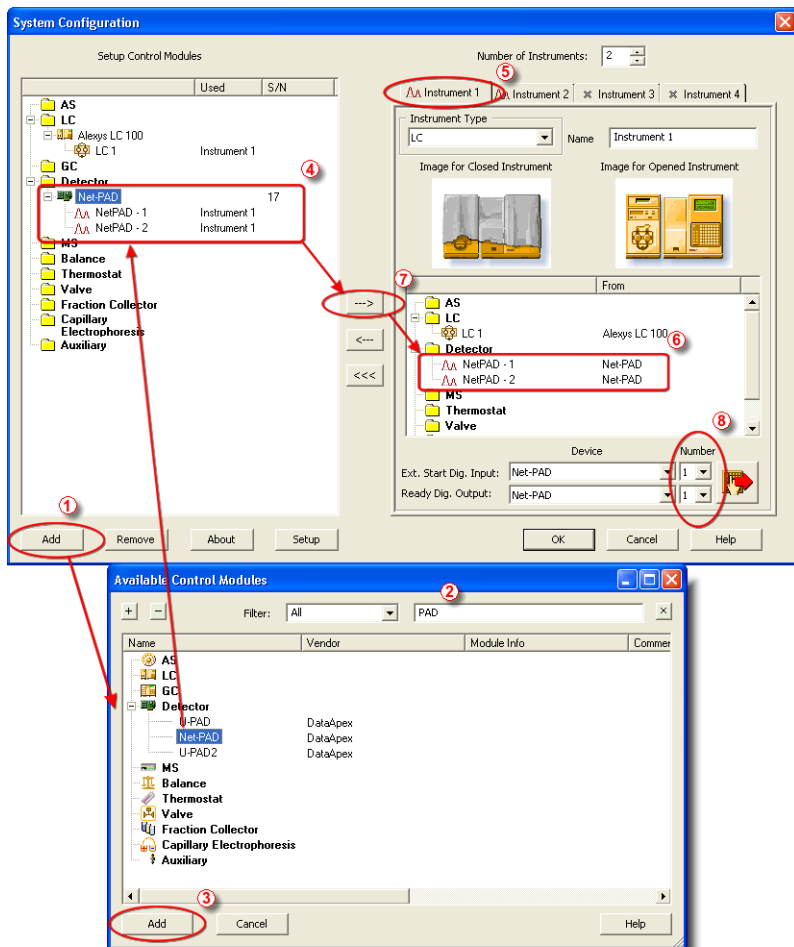 System Configuration
Setup Control Modules
Number of Instruments: 2
Used S/N
AS
LC
Alexys LC 100
LC 1 Instrument 1
GC
Detector
Net-PAD 17
NetPAD - 1 Instrument 1
NetPAD - 2 Instrument 1
MS
Balance
Thermostat
Valve
Fraction Collector
Capillary
Electrophoresis
Auxiliary
4
--->
<---
<<<
5
Instrument 1 Instrument 2 Instrument 3 Instrument 4
Instrument Type
LC Name Instrument 1
Image for Closed Instrument Image for Opened Instrument
7
From
AS
LC
LC 1 Alexys LC 100
6
Detector
NetPAD - 1 Net-PAD
NetPAD - 2 Net-PAD
MS
Thermostat
Valve
8
Device Number
Ext. Start Dig. Input: Net-PAD 1
Ready Dig. Output: Net-PAD 1
1
Add Remove About Setup
OK Cancel Help
Available Control Modules
2
+ - Filter: All PAD ×
Name Vendor Module Info Commer
AS
LC
GC
Detector
U-PAD DataApex
Net-PAD DataApex
U-PAD2 DataApex
MS
Balance
Thermostat
Valve
Fraction Collector
Capillary Electrophoresis
Auxiliary
3
Add Cancel Help